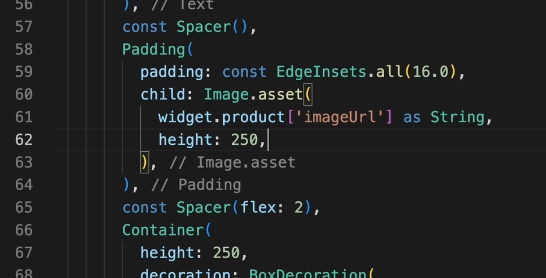 56 ), // Text
57 const Spacer(),
58 Padding(
59 padding: const EdgeInsets.all(16.0),
60 child: Image.asset(
61 widget.product['imageUrl'] as String,
62 height: 250,
63 ), // Image.asset
64 ), // Padding
65 const Spacer(flex: 2),
66 Container(
67 height: 250,
68 decoration: BoxDecoration(